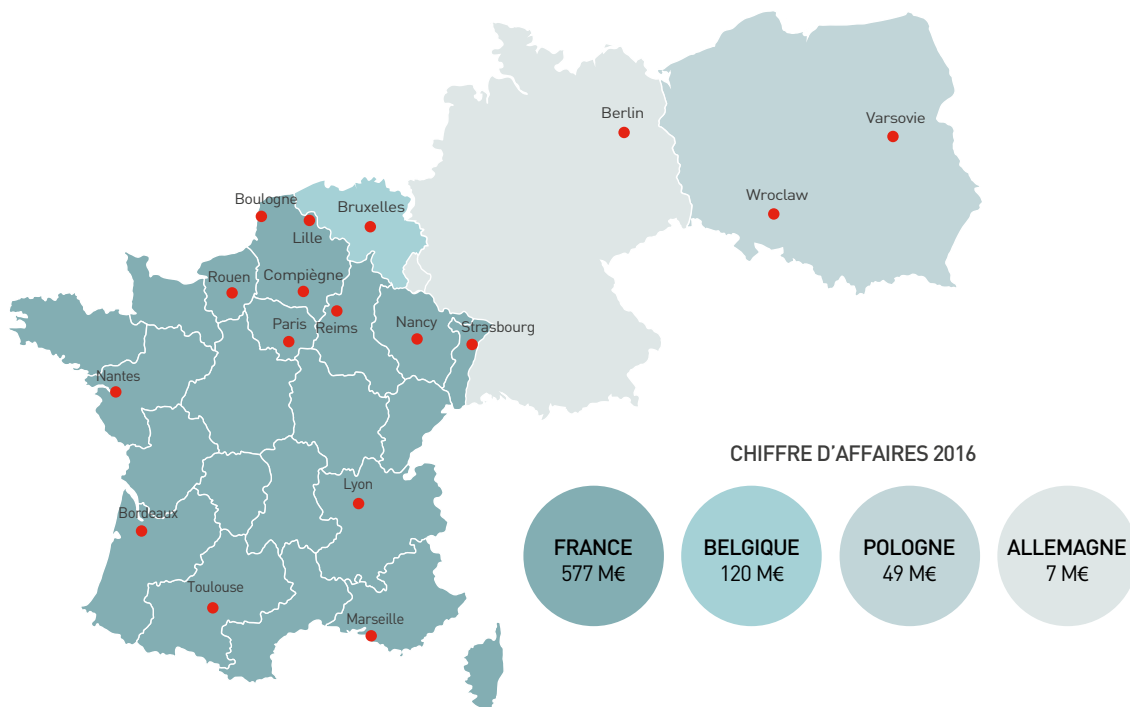 Berlin
Varsovie
Wroclaw
Boulogne
Bruxelles
Lille
Rouen
Compiègne
Paris
Reims
Nancy
Strasbourg
Nantes
Lyon
Bordeaux
Toulouse
Marseille
CHIFFRE D’AFFAIRES 2016
FRANCE
577 M€
BELGIQUE
120 M€
POLOGNE
49 M€
ALLEMAGNE
7 M€